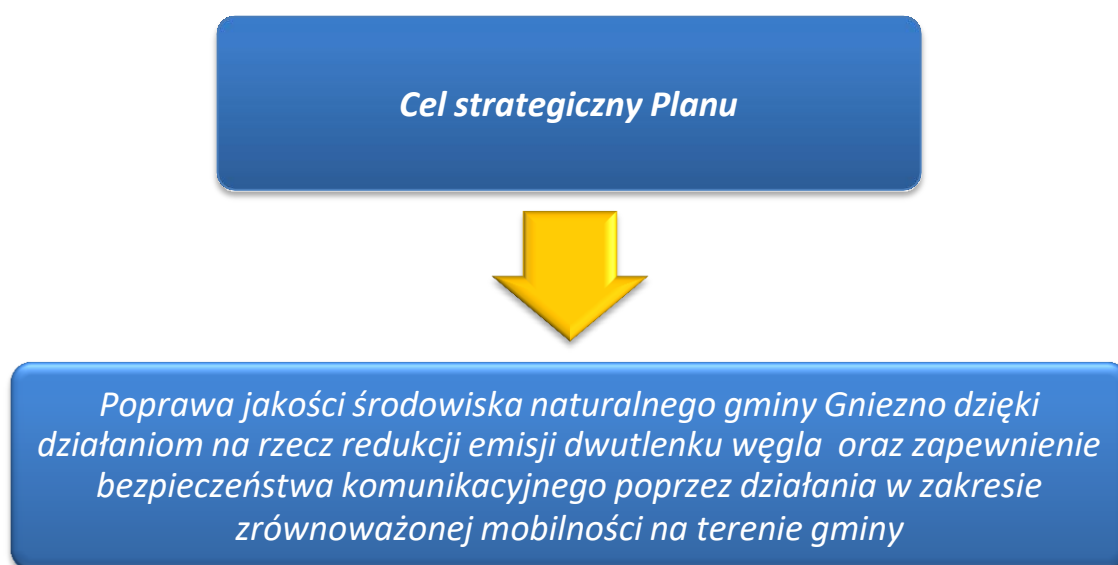 Cel strategiczny Planu
Poprawa jakości środowiska naturalnego gminy Gniezno dzięki
działaniom na rzecz redukcji emisji dwutlenku węgla  oraz zapewnienie
bezpieczeństwa komunikacyjnego poprzez działania w zakresie
zrównoważonej mobilności na terenie gminy